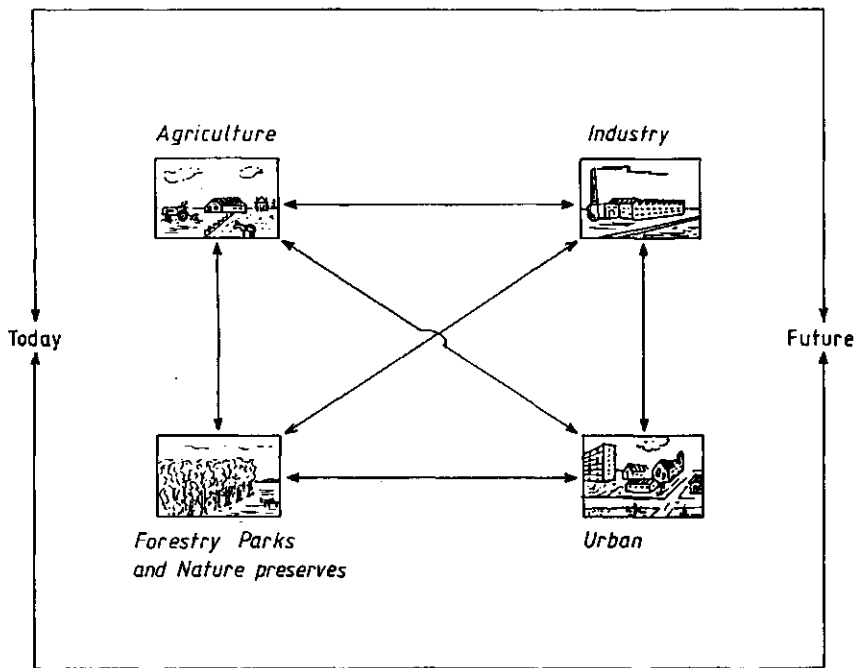 Agriculture
Industry
Today
Future
Forestry Parks
and Nature preserves
Urban